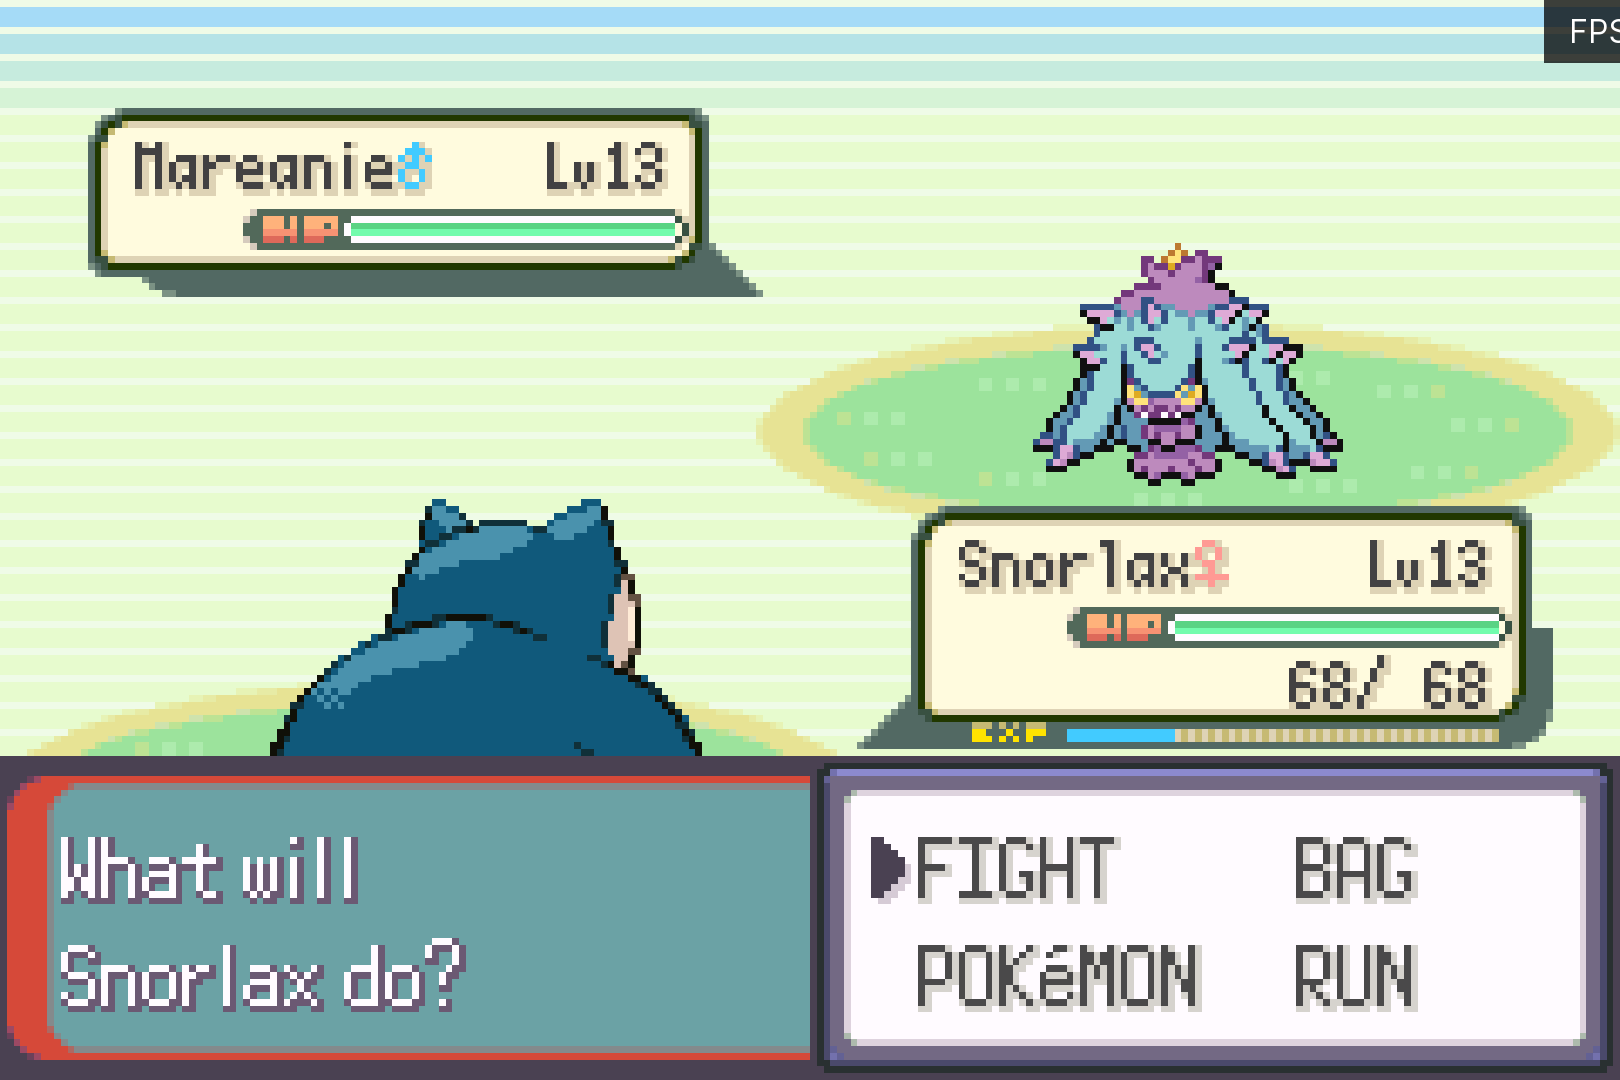 FPS
Mareanie♂ Lv13
HP
Snorlax♀ Lv13
HP
68/ 68
EXP
What will
Snorlax do?
FIGHT BAG
POKéMON RUN